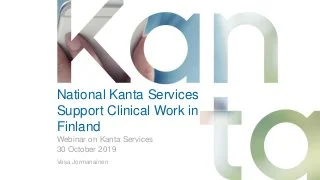 Kan
ta
National Kanta Services
Support Clinical Work in
Finland
Webinar on Kanta Services
30 October 2019
Vesa Jormanainen